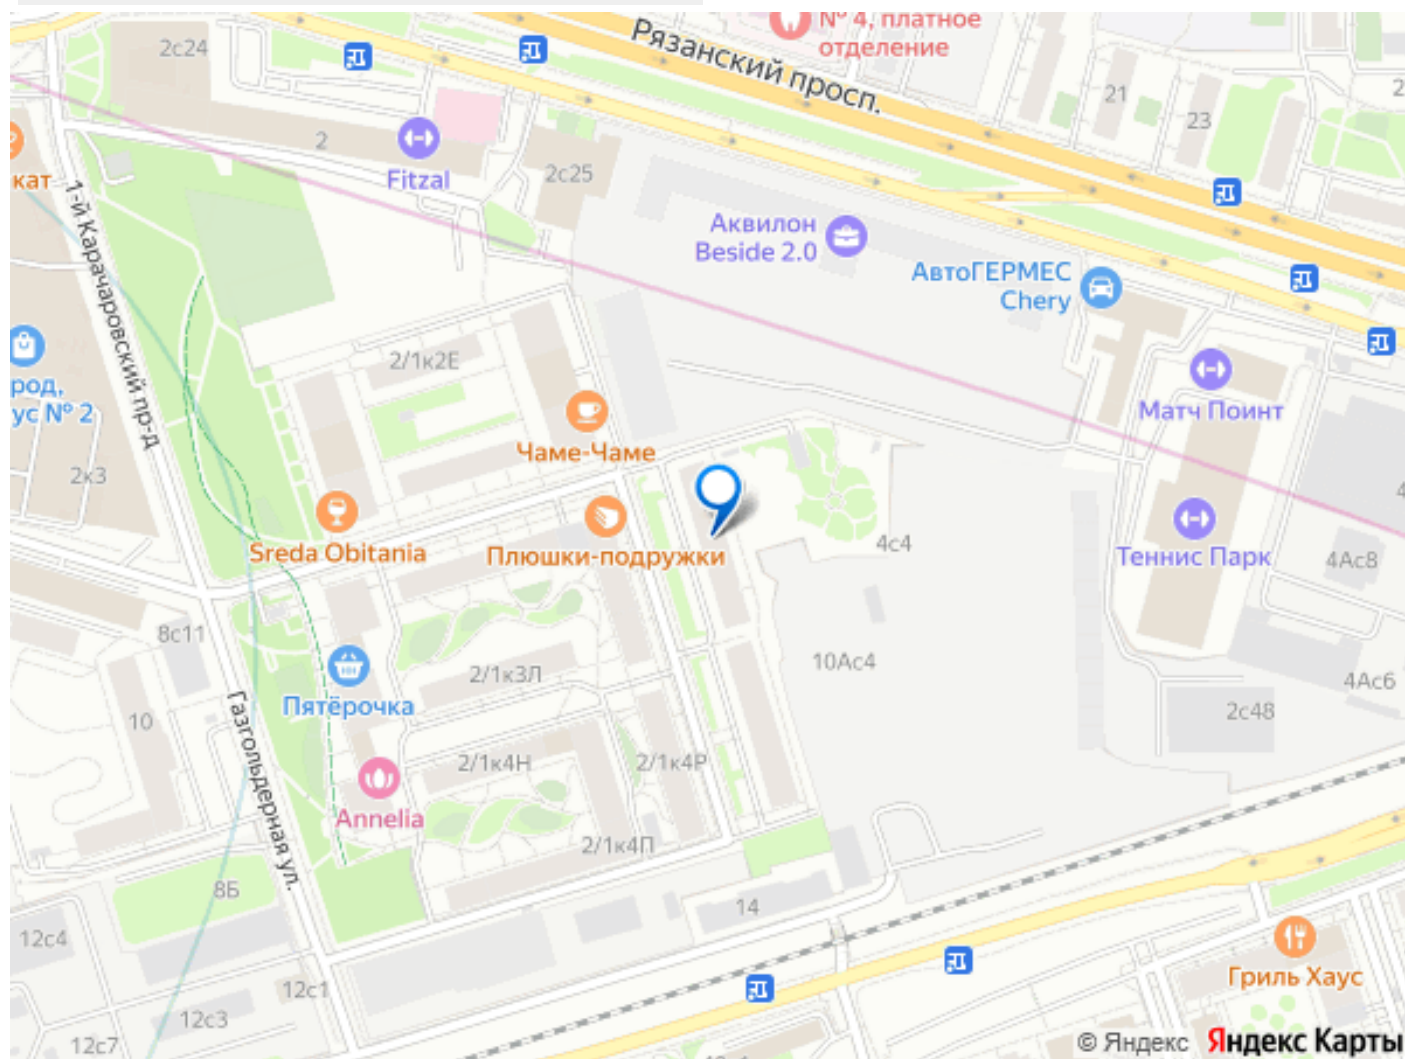 № 4, платное
отделение
Рязанский просп.
2с24
21
23
2
2
Fitzal
2с25
кат
Аквилон
Beside 2.0
АвтоГЕРМЕС
Chery
1-й Карачаровский пр-д
2/1к2Е
род,
ус № 2
Матч Поинт
Чаме-Чаме
2к3
4
Sreda Obitania
Плюшки-подружки
4с4
Теннис Парк
4Ас8
8с11
10Ас4
2/1к3Л
4Ас6
Пятёрочка
10
2с48
Газгольдерная ул.
2/1к4Н
2/1к4Р
Annelia
2/1к4П
8Б
14
12с4
Гриль Хаус
12с1
12с3
12с7
© Яндекс Яндекс Карты